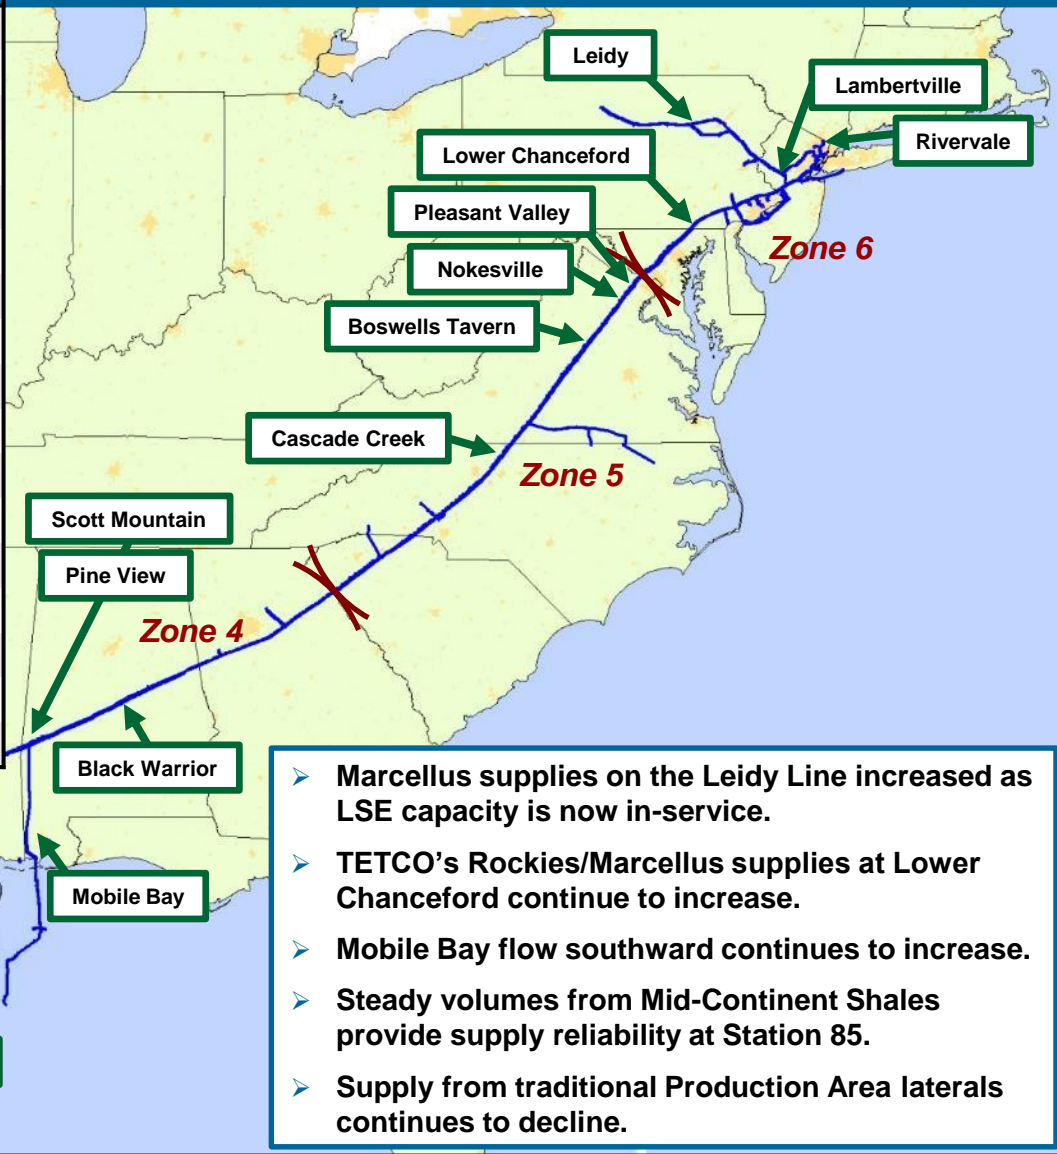 Leidy
Lambertville
Rivervale
Lower Chanceford
Pleasant Valley
Zone 6
Nokesville
Boswells Tavern
Cascade Creek
Zone 5
Scott Mountain
Pine View
Zone 4
Black Warrior
Mobile Bay
➢ Marcellus supplies on the Leidy Line increased as
LSE capacity is now in-service.
➢ TETCO's Rockies/Marcellus supplies at Lower
Chanceford continue to increase.
➢ Mobile Bay flow southward continues to increase.
➢ Steady volumes from Mid-Continent Shales
provide supply reliability at Station 85.
➢ Supply from traditional Production Area laterals
continues to decline.